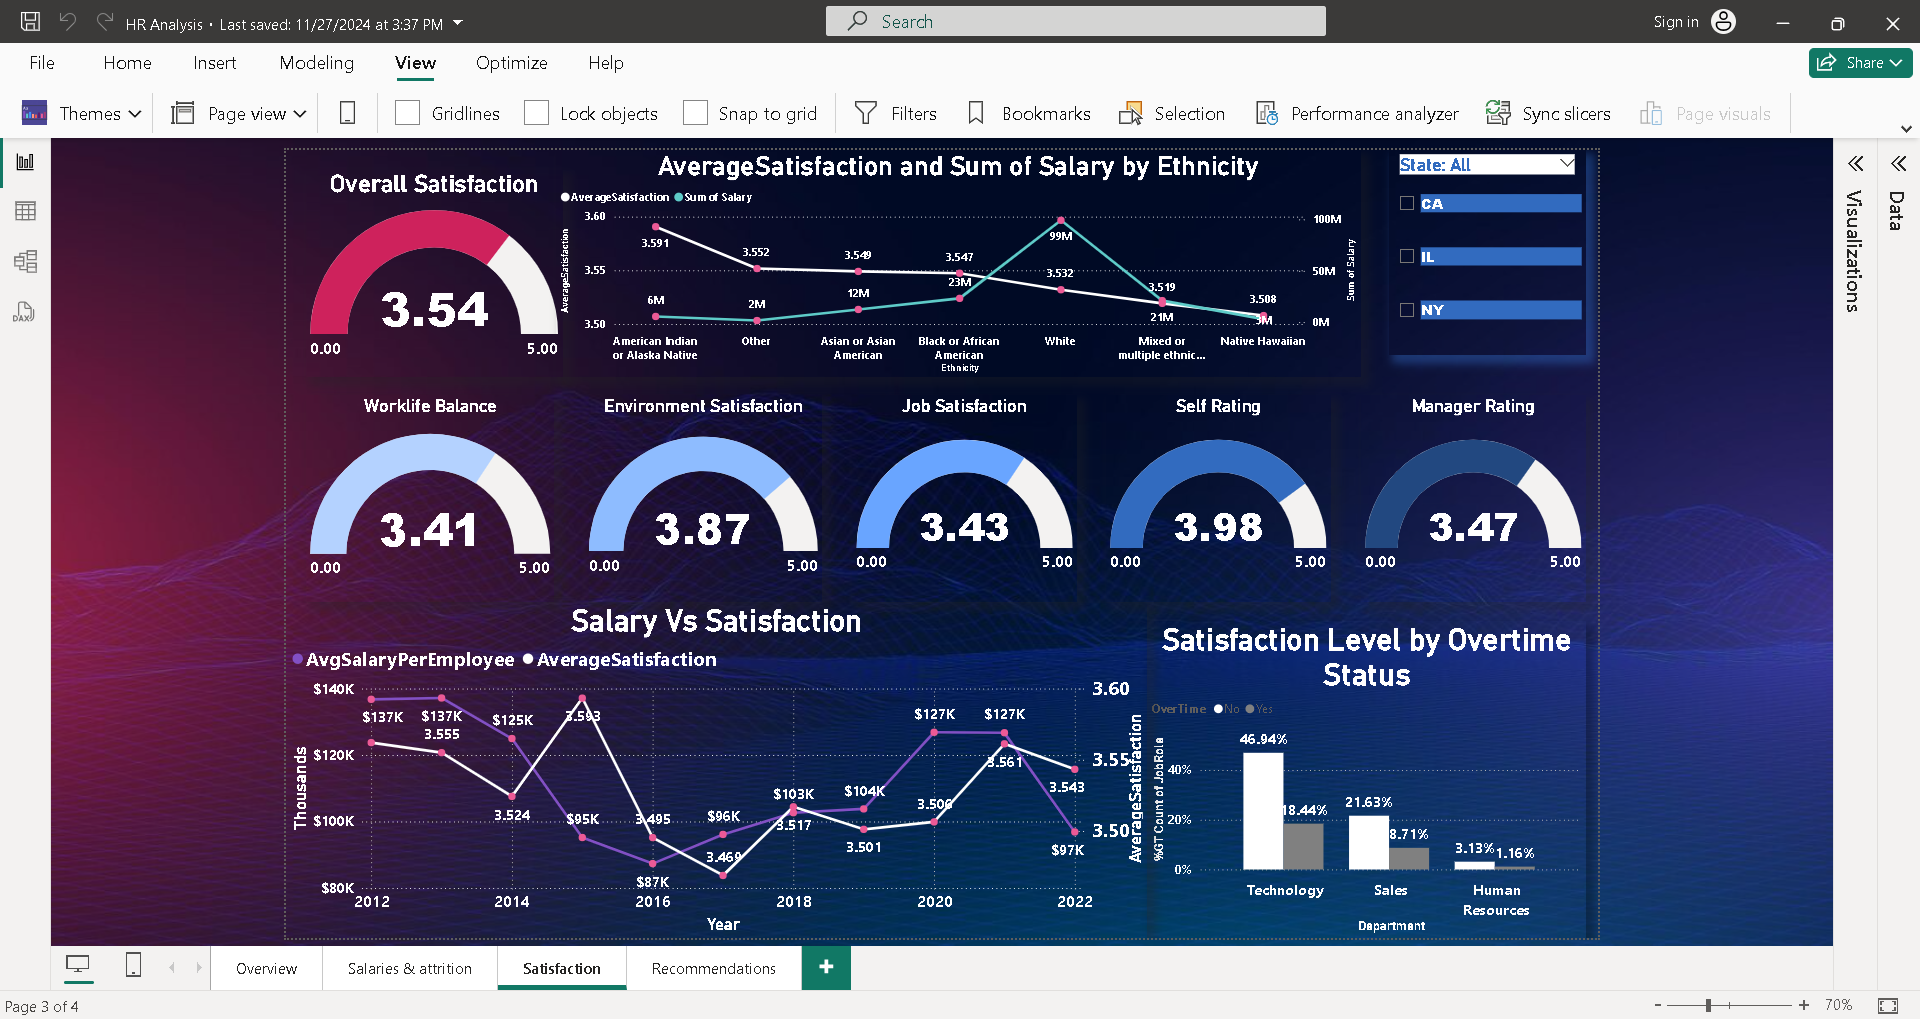 HR Analysis • Last saved: 11/27/2024 at 3:37 PM
Search
Sign in
File Home Insert Modeling View Optimize Help
Share
Themes Page view Gridlines Lock objects Snap to grid Filters Bookmarks Selection Performance analyzer Sync slicers Page visuals
DAX
Visualizations
Data
Overall Satisfaction
3.54
0.00 5.00
AverageSatisfaction and Sum of Salary by Ethnicity
AverageSatisfaction Sum of Salary
AverageSatisfaction
3.60
3.55
3.50
3.591 3.552 3.549 3.547 3.532 3.519 3.508
6M 2M 12M 23M 99M 21M 3M
100M
50M
0M
Sum of Salary
American Indian
or Alaska Native
Other
Asian or Asian
American
Black or African
American
White
Mixed or
multiple ethnic...
Native Hawaiian
Ethnicity
State: All
CA
IL
NY
Worklife Balance
3.41
0.00 5.00
Environment Satisfaction
3.87
0.00 5.00
Job Satisfaction
3.43
0.00 5.00
Self Rating
3.98
0.00 5.00
Manager Rating
3.47
0.00 5.00
Salary Vs Satisfaction
AvgSalaryPerEmployee AverageSatisfaction
Thousands
$140K
$120K
$100K
$80K
$137K $137K $125K $95K $87K $96K $103K $104K $127K $127K $97K
3.555 3.524 3.593 3.495 3.469 3.517 3.501 3.506 3.561 3.543
3.60
3.55
3.50
AverageSatisfaction
2012 2014 2016 2018 2020 2022
Year
Satisfaction Level by Overtime
Status
OverTime No Yes
%GT Count of JobRole
40%
20%
0%
46.94% 18.44% 21.63% 8.71% 3.13% 1.16%
Technology
Sales
Human
Resources
Department
Overview Salaries & attrition Satisfaction Recommendations +
Page 3 of 4
- + 70%